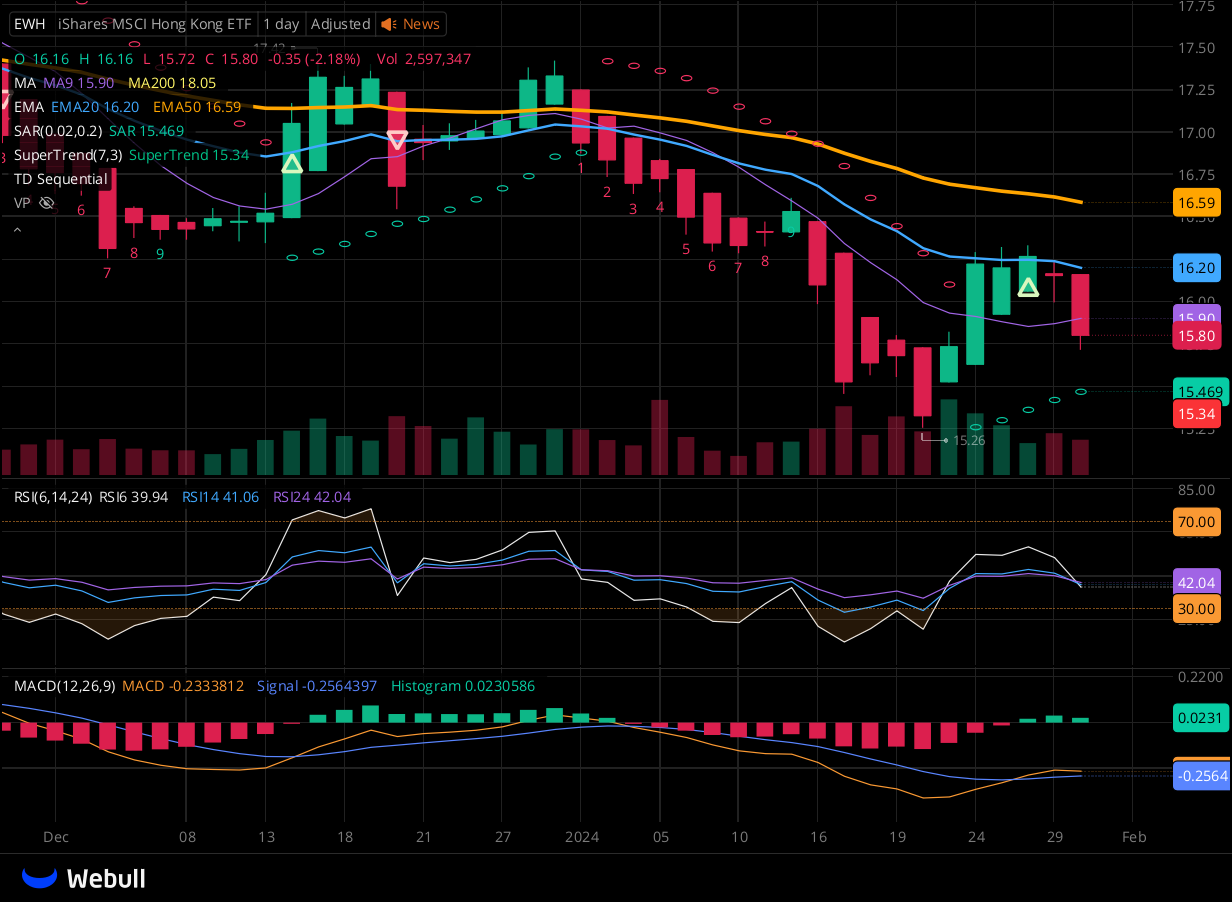 EWH iShares MSCI Hong Kong ETF 1 day Adjusted News
17.75
17.50
O 16.16 H 16.16 L 15.72 C 15.80 -0.35 (-2.18%) Vol 2,597,347
MA MA9 15.90 MA200 18.05
17.25
EMA EMA20 16.20 EMA50 16.59
SAR(0.02,0.2) SAR 15.469
17.00
SuperTrend(7,3) SuperTrend 15.34
TD Sequential
16.75
VP
1
2
3
4
5
6
7
8
9
6
7
8
9
16.59
16.20
16.00
15.90
15.80
15.469
15.34
15.26
RSI(6,14,24) RSI6 39.94 RSI14 41.06 RSI24 42.04
85.00
70.00
42.04
30.00
MACD(12,26,9) MACD -0.2333812 Signal -0.2564397 Histogram 0.0230586
0.2200
0.0231
-0.2564
Dec 08 13 18 21 27 2024 05 10 16 19 24 29 Feb
Webull